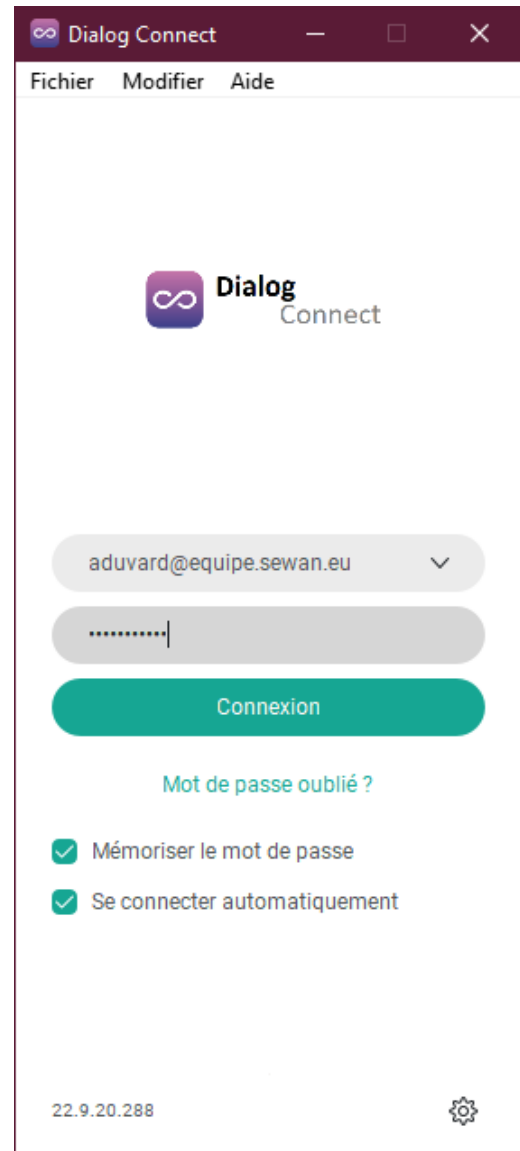 Dialog Connect
Fichier Modifier Aide
Dialog
Connect
aduvard@equipe.sewan.eu
•••••••••••
Connexion
Mot de passe oublié ?
Mémoriser le mot de passe
Se connecter automatiquement
22.9.20.288